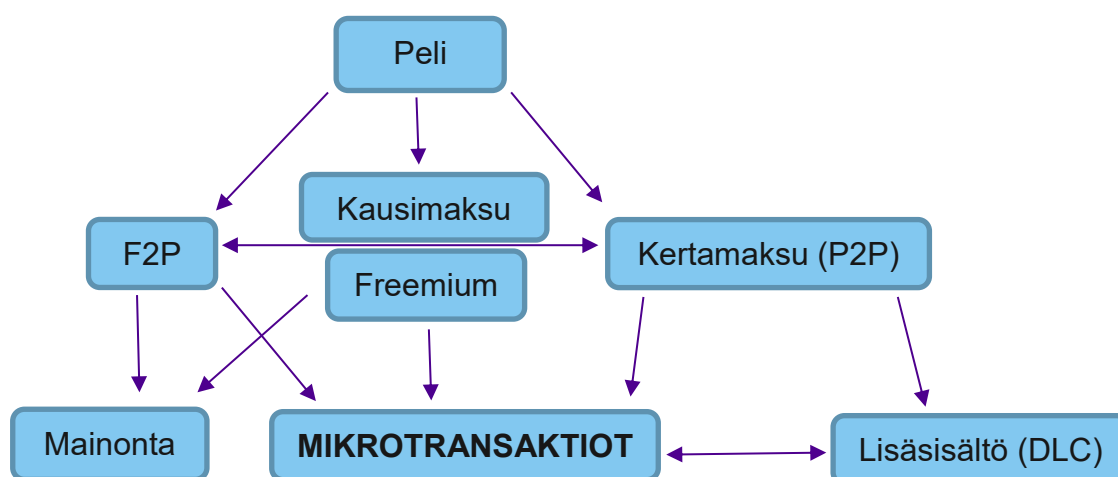 Peli
Kausimaksu
F2P
Kertamaksu (P2P)
Freemium
Mainonta
MIKROTRANSAKTIOT
Lisäsisältö (DLC)